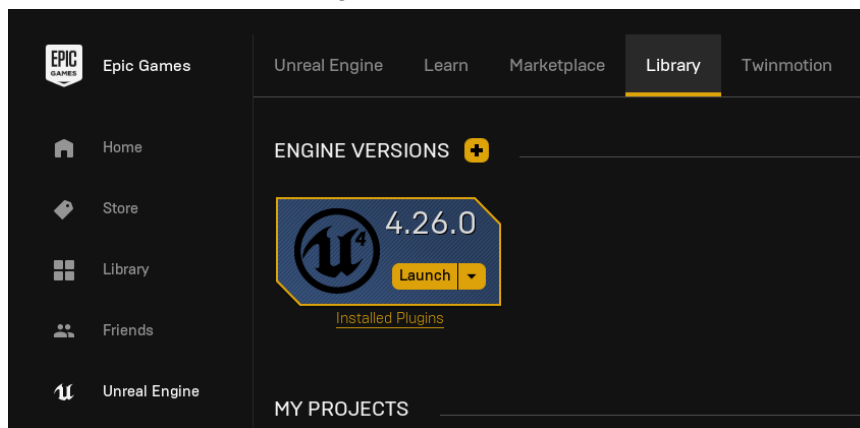 EPIC GAMES
Epic Games
Unreal Engine Learn Marketplace Library Twinmotion
Home
Store
Library
Friends
Unreal Engine
ENGINE VERSIONS
4
4.26.0
Launch
Installed Plugins
MY PROJECTS